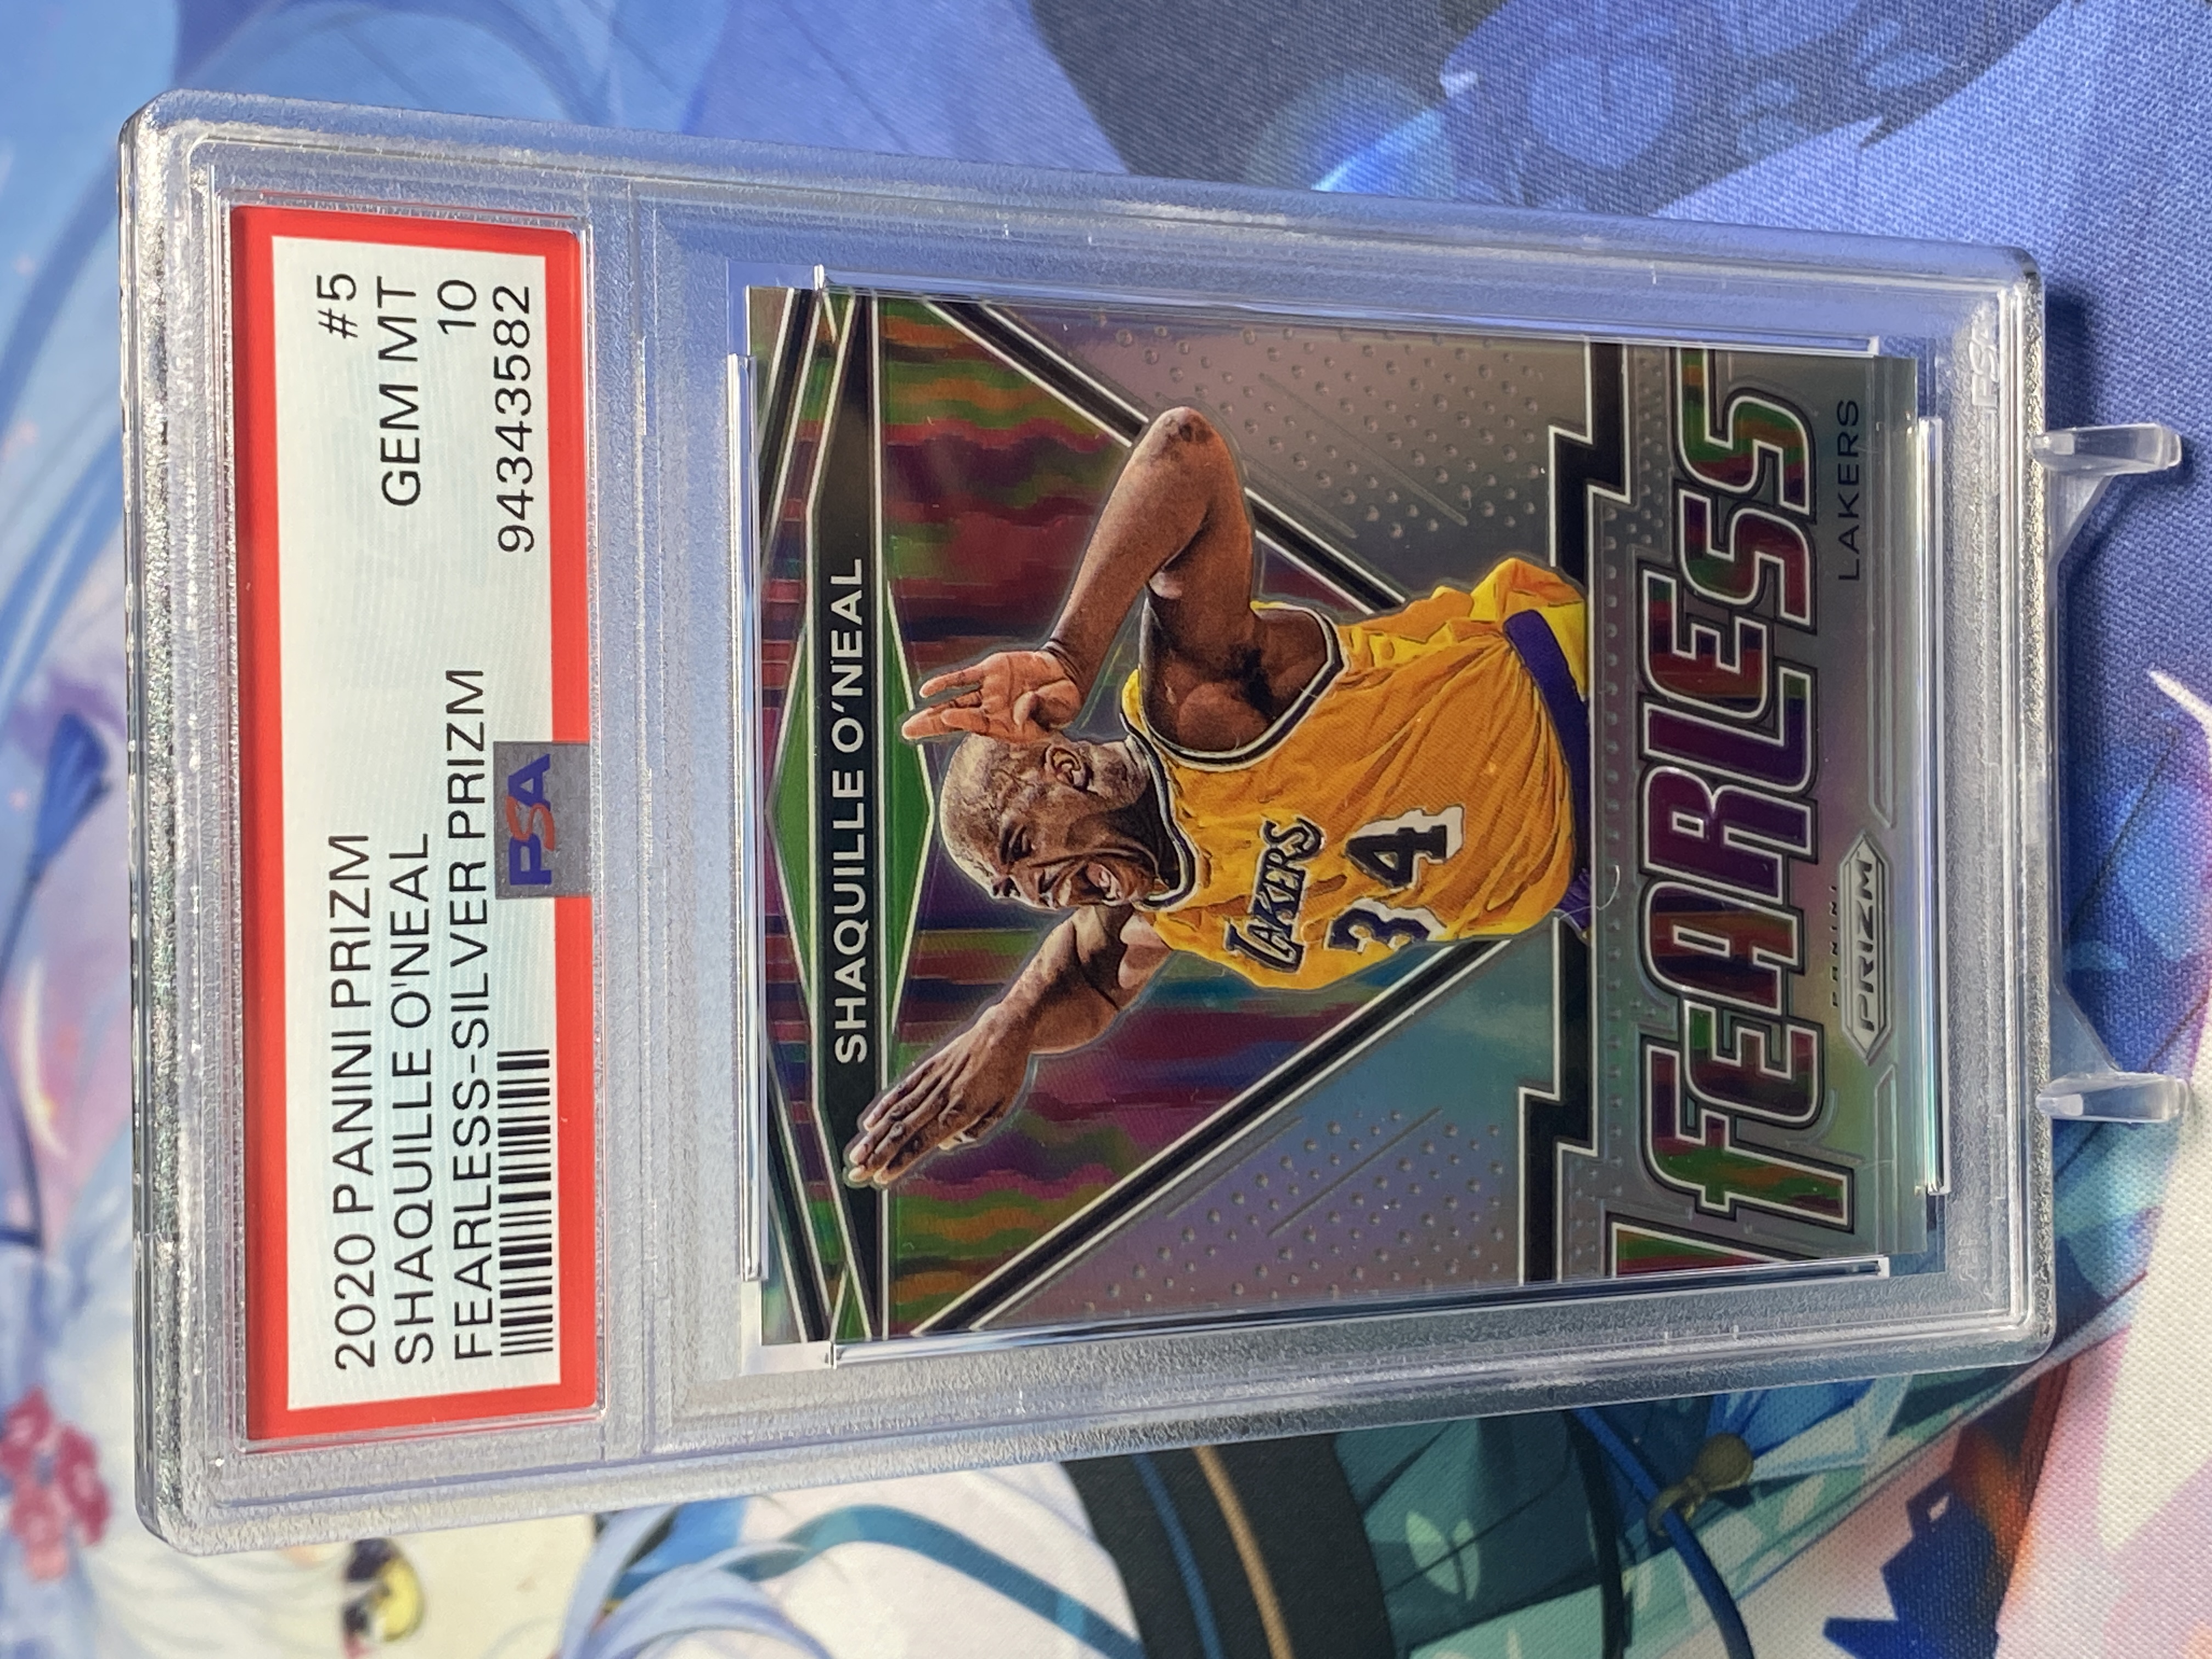 2020 PANINI PRIZM #5
SHAQUILLE O'NEAL GEM MT
FEARLESS-SILVER PRIZM 10
94343582
PSA
SHAQUILLE O'NEAL
LAKERS
34
FEARLESS
PANINI
PRIZM
LAKERS
PSA